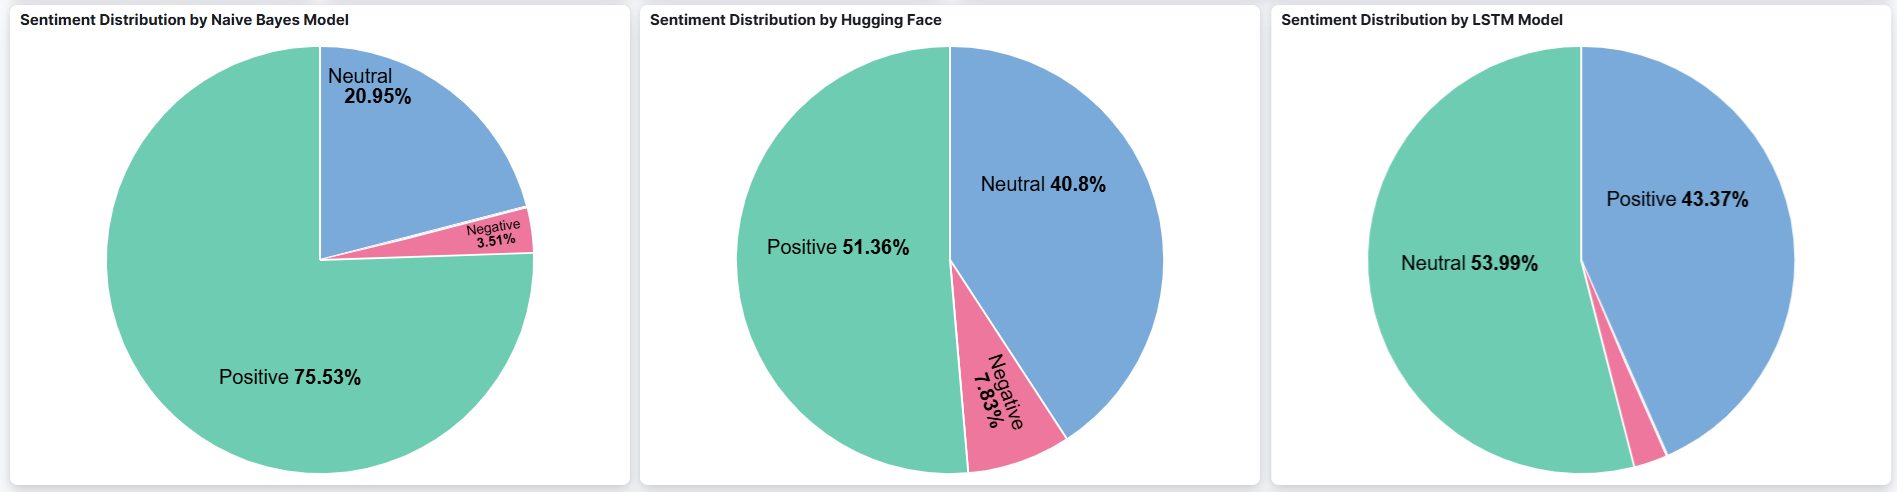 Sentiment Distribution by Naive Bayes Model
Neutral
20.95%
Negative
3.51%
Positive 75.53%
Sentiment Distribution by Hugging Face
Neutral 40.8%
Positive 51.36%
Negative
7.83%
Sentiment Distribution by LSTM Model
Positive 43.37%
Neutral 53.99%